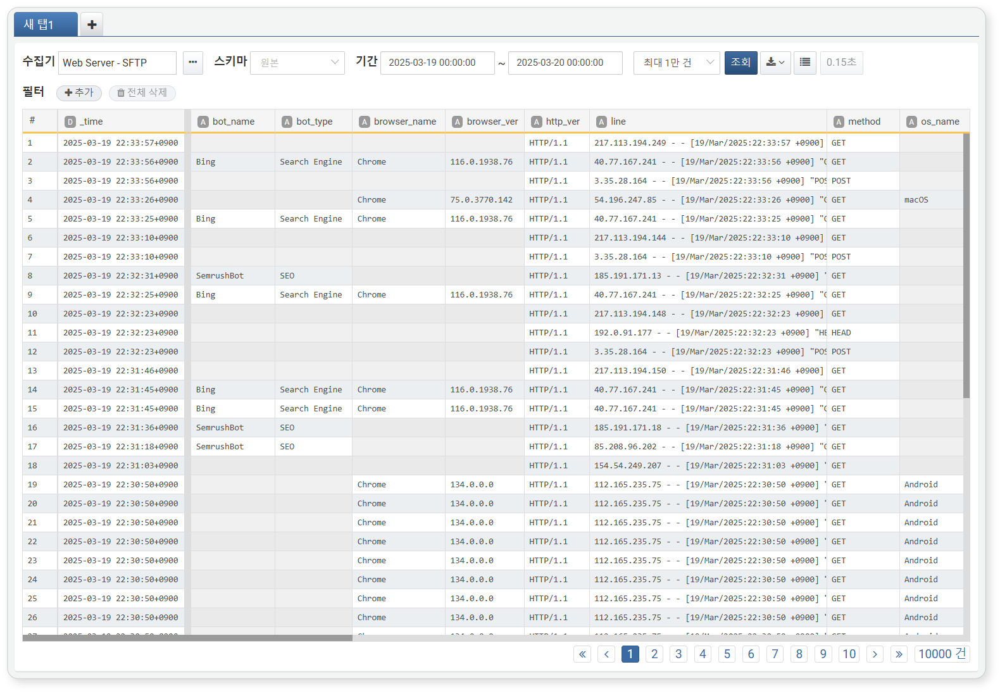 새 탭1
수집기 Web Server - SFTP 스키마 원본 기간 2025-03-19 00:00:00 ~ 2025-03-20 00:00:00 최대 1만 건 조회 0.15초
필터 추가 전체 삭제
# D _time A bot_name A bot_type A browser_name A browser_ver A http_ver A line A method A os_name
1 2025-03-19 22:33:57+0900 HTTP/1.1 217.113.194.249 - - [19/Mar/2025:22:33:57 +0900] GET
2 2025-03-19 22:33:56+0900 Bing Search Engine Chrome 116.0.1938.76 HTTP/1.1 40.77.167.241 - - [19/Mar/2025:22:33:56 +0900] "G GET
3 2025-03-19 22:33:56+0900 HTTP/1.1 3.35.28.164 - - [19/Mar/2025:22:33:56 +0900] "POS POST
4 2025-03-19 22:33:26+0900 Chrome 75.0.3770.142 HTTP/1.1 54.196.247.85 - - [19/Mar/2025:22:33:26 +0900] "G GET macOS
5 2025-03-19 22:33:25+0900 Bing Search Engine Chrome 116.0.1938.76 HTTP/1.1 40.77.167.241 - - [19/Mar/2025:22:33:25 +0900] "G GET
6 2025-03-19 22:33:10+0900 HTTP/1.1 217.113.194.144 - - [19/Mar/2025:22:33:10 +0900] GET
7 2025-03-19 22:33:10+0900 HTTP/1.1 3.35.28.164 - - [19/Mar/2025:22:33:10 +0900] "POS POST
8 2025-03-19 22:32:31+0900 SemrushBot SEO HTTP/1.1 185.191.171.13 - - [19/Mar/2025:22:32:31 +0900] " GET
9 2025-03-19 22:32:25+0900 Bing Search Engine Chrome 116.0.1938.76 HTTP/1.1 40.77.167.241 - - [19/Mar/2025:22:32:25 +0900] "G GET
10 2025-03-19 22:32:23+0900 HTTP/1.1 217.113.194.148 - - [19/Mar/2025:22:32:23 +0900] GET
11 2025-03-19 22:32:23+0900 HTTP/1.1 192.0.91.177 - - [19/Mar/2025:22:32:23 +0900] "HE HEAD
12 2025-03-19 22:32:23+0900 HTTP/1.1 3.35.28.164 - - [19/Mar/2025:22:32:23 +0900] "POS POST
13 2025-03-19 22:31:46+0900 HTTP/1.1 217.113.194.150 - - [19/Mar/2025:22:31:46 +0900] GET
14 2025-03-19 22:31:45+0900 Bing Search Engine Chrome 116.0.1938.76 HTTP/1.1 40.77.167.241 - - [19/Mar/2025:22:31:45 +0900] "G GET
15 2025-03-19 22:31:45+0900 Bing Search Engine Chrome 116.0.1938.76 HTTP/1.1 40.77.167.241 - - [19/Mar/2025:22:31:45 +0900] "G GET
16 2025-03-19 22:31:36+0900 SemrushBot SEO HTTP/1.1 185.191.171.18 - - [19/Mar/2025:22:31:36 +0900] " GET
17 2025-03-19 22:31:18+0900 SemrushBot SEO HTTP/1.1 85.208.96.202 - - [19/Mar/2025:22:31:18 +0900] "G GET
18 2025-03-19 22:31:03+0900 HTTP/1.1 154.54.249.207 - - [19/Mar/2025:22:31:03 +0900] " GET
19 2025-03-19 22:30:50+0900 Chrome 134.0.0.0 HTTP/1.1 112.165.235.75 - - [19/Mar/2025:22:30:50 +0900] " GET Android
20 2025-03-19 22:30:50+0900 Chrome 134.0.0.0 HTTP/1.1 112.165.235.75 - - [19/Mar/2025:22:30:50 +0900] " GET Android
21 2025-03-19 22:30:50+0900 Chrome 134.0.0.0 HTTP/1.1 112.165.235.75 - - [19/Mar/2025:22:30:50 +0900] " GET Android
22 2025-03-19 22:30:50+0900 Chrome 134.0.0.0 HTTP/1.1 112.165.235.75 - - [19/Mar/2025:22:30:50 +0900] " GET Android
23 2025-03-19 22:30:50+0900 Chrome 134.0.0.0 HTTP/1.1 112.165.235.75 - - [19/Mar/2025:22:30:50 +0900] " GET Android
24 2025-03-19 22:30:50+0900 Chrome 134.0.0.0 HTTP/1.1 112.165.235.75 - - [19/Mar/2025:22:30:50 +0900] " GET Android
25 2025-03-19 22:30:50+0900 Chrome 134.0.0.0 HTTP/1.1 112.165.235.75 - - [19/Mar/2025:22:30:50 +0900] " GET Android
26 2025-03-19 22:30:50+0900 Chrome 134.0.0.0 HTTP/1.1 112.165.235.75 - - [19/Mar/2025:22:30:50 +0900] " GET Android
« ‹ 1 2 3 4 5 6 7 8 9 10 › » 10000 건